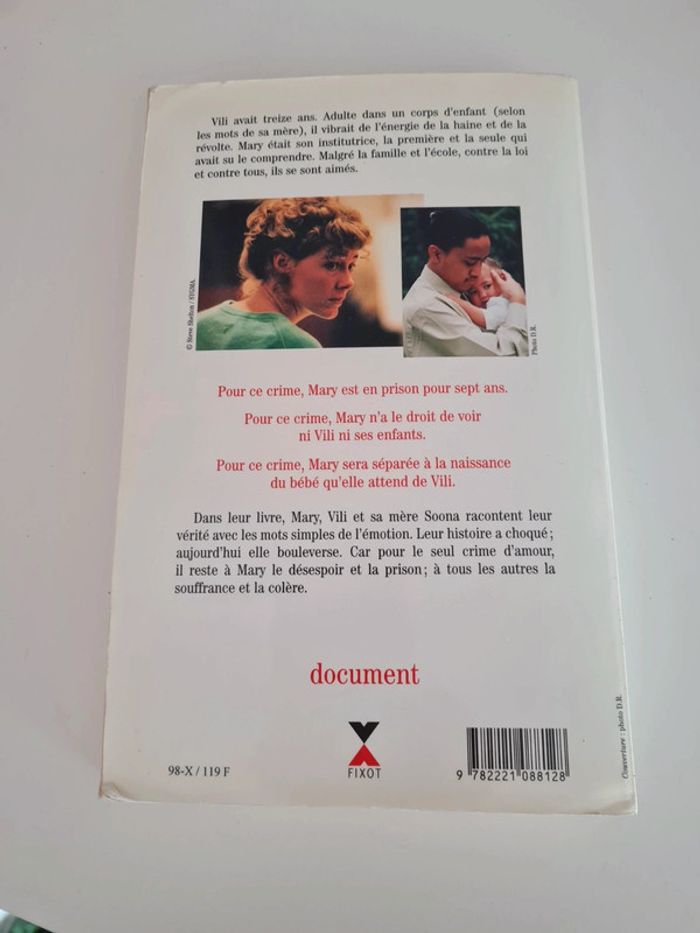 Vili avait treize ans. Adulte dans un corps d'enfant (selon
les mots de sa mère), il vibrait de l'énergie de la haine et de la
révolte. Mary était son institutrice, la première et la seule qui
avait su le comprendre. Malgré la famille et l'école, contre la loi
et contre tous, ils se sont aimés.
© Steve Shelton / SYGMA.
Photo D.R.
Pour ce crime, Mary est en prison pour sept ans.
Pour ce crime, Mary n'a le droit de voir
ni Vili ni ses enfants.
Pour ce crime, Mary sera séparée à la naissance
du bébé qu'elle attend de Vili.
Dans leur livre, Mary, Vili et sa mère Soona racontent leur
vérité avec les mots simples de l'émotion. Leur histoire a choqué ;
aujourd'hui elle bouleverse. Car pour le seul crime d'amour,
il reste à Mary le désespoir et la prison ; à tous les autres la
souffrance et la colère.
document
98-X / 119 F
FIXOT
9 782221 088128
Couverture : photo D.R.